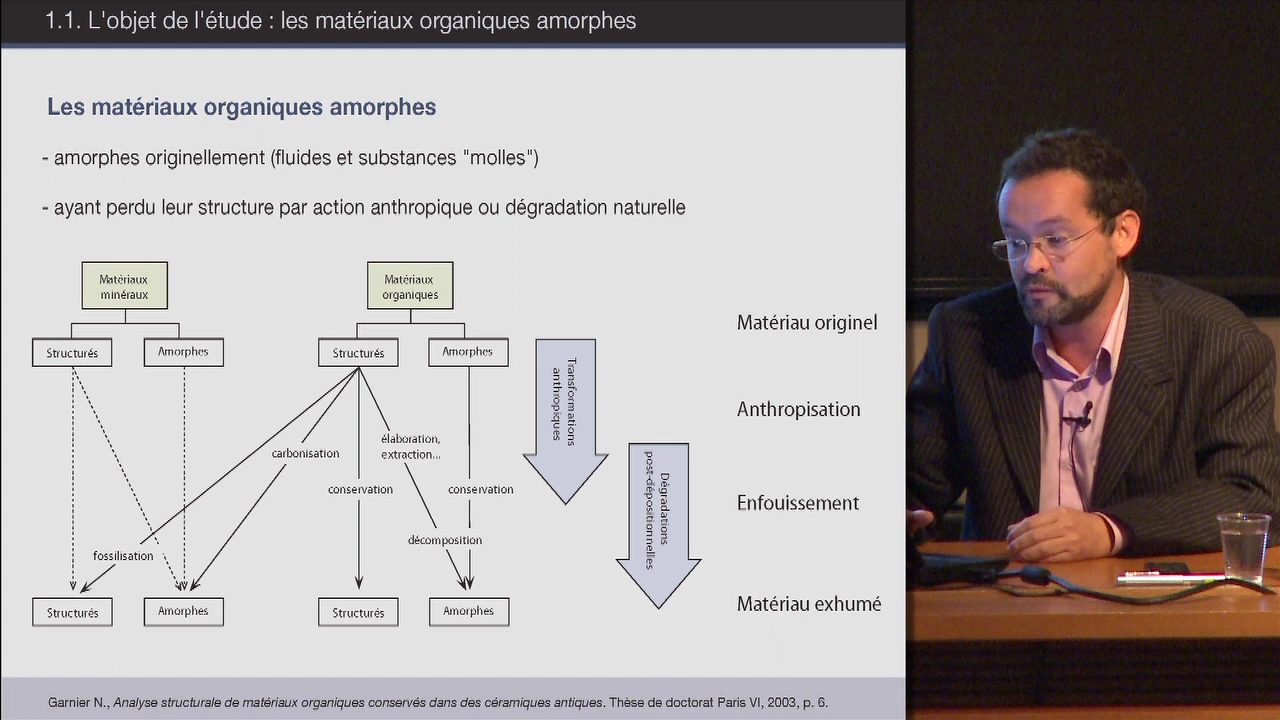 1.1. L'objet de l'étude : les matériaux organiques amorphes
Les matériaux organiques amorphes
- amorphes originellement (fluides et substances "molles")
- ayant perdu leur structure par action anthropique ou dégradation naturelle
Matériaux
minéraux
Matériaux
organiques
Structurés
Amorphes
Structurés
Amorphes
Matériau originel
Transformations
anthropiques
Anthropisation
carbonisation
élaboration,
extraction...
conservation
conservation
Dégradations
post-dépositionnelles
Enfouissement
fossilisation
décomposition
Structurés
Amorphes
Structurés
Amorphes
Matériau exhumé
Garnier N., Analyse structurale de matériaux organiques conservés dans des céramiques antiques. Thèse de doctorat Paris VI, 2003, p. 6.